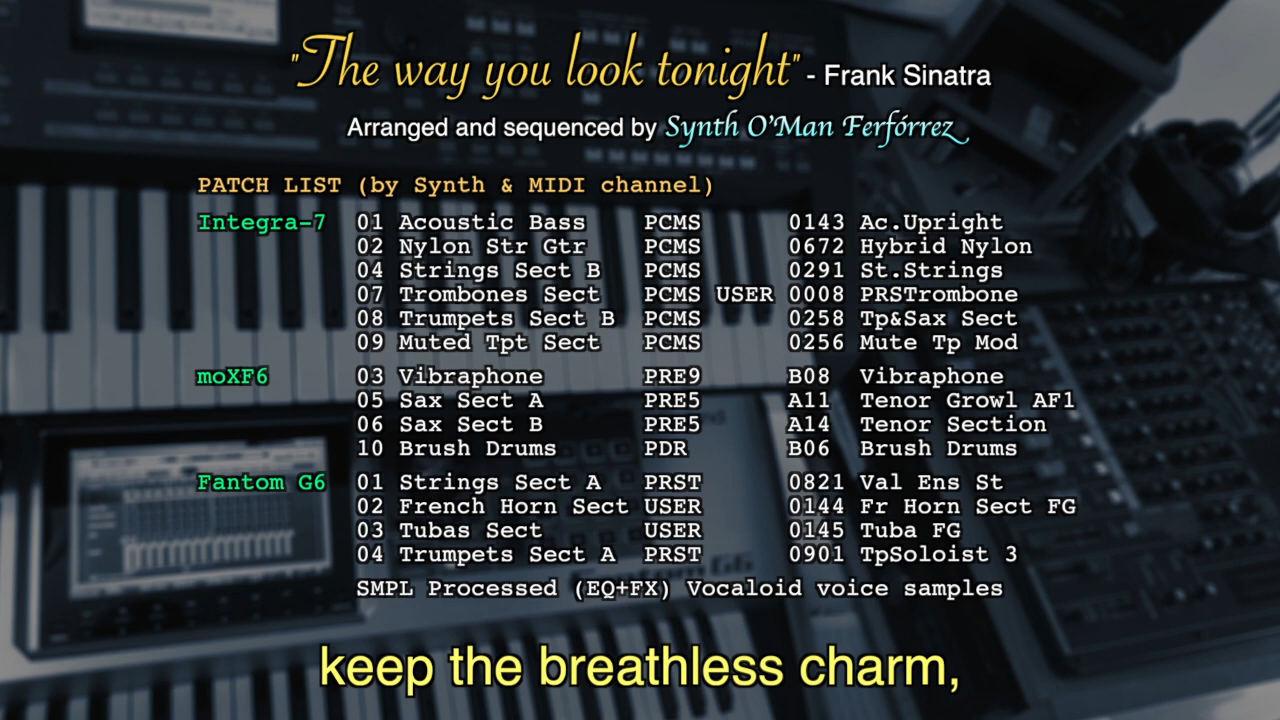 "The way you look tonight" - Frank Sinatra
Arranged and sequenced by Synth O'Man Ferfórrez
PATCH LIST (by Synth & MIDI channel)
Integra-7 01 Acoustic Bass PCMS 0143 Ac.Upright
02 Nylon Str Gtr PCMS 0672 Hybrid Nylon
04 Strings Sect B PCMS 0291 St.Strings
07 Trombones Sect PCMS USER 0008 PRSTrombone
08 Trumpets Sect B PCMS 0258 Tp&Sax Sect
09 Muted Tpt Sect PCMS 0256 Mute Tp Mod
moXF6 03 Vibraphone PRE9 B08 Vibraphone
05 Sax Sect A PRE5 A11 Tenor Growl AF1
06 Sax Sect B PRE5 A14 Tenor Section
10 Brush Drums PDR B06 Brush Drums
Fantom G6 01 Strings Sect A PRST 0821 Val Ens St
02 French Horn Sect USER 0144 Fr Horn Sect FG
03 Tubas Sect USER 0145 Tuba FG
04 Trumpets Sect A PRST 0901 TpSoloist 3
SMPL Processed (EQ+FX) Vocaloid voice samples
keep the breathless charm,